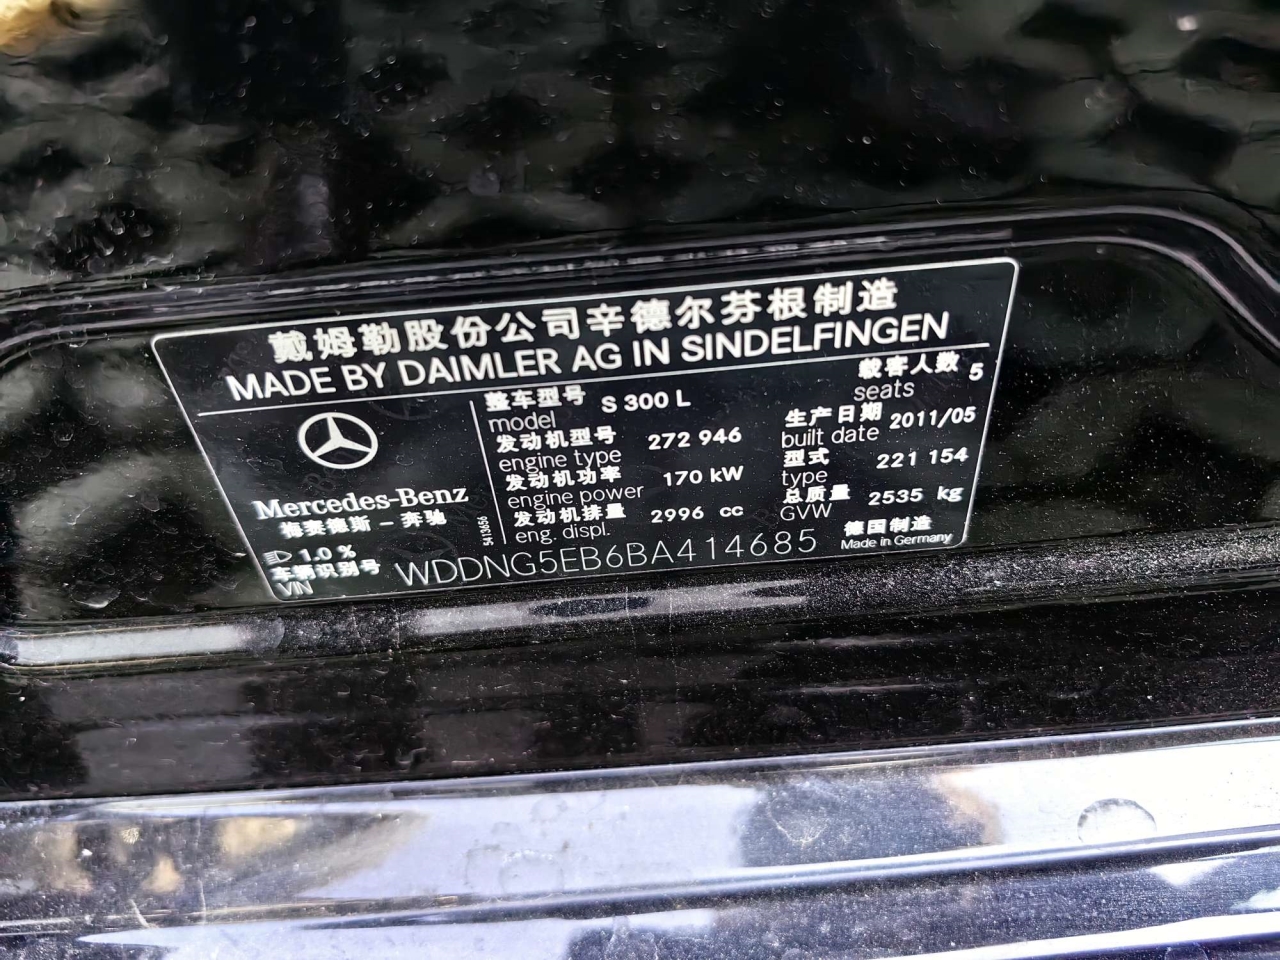 戴姆勒股份公司辛德尔芬根制造
MADE BY DAIMLER AG IN SINDELFINGEN
Mercedes-Benz
梅赛德斯-奔驰
1.0 %
整车型号 S 300 L
model
载客人数 5
seats
发动机型号 272 946
engine type
生产日期 2011/05
built date
发动机功率 170 kW
engine power
型式 221 154
type
发动机排量 2996 cc
eng. displ.
总质量 2535 kg
GVW
5413656
德国制造
Made in Germany
车辆识别号 WDDNG5EB6BA414685
VIN